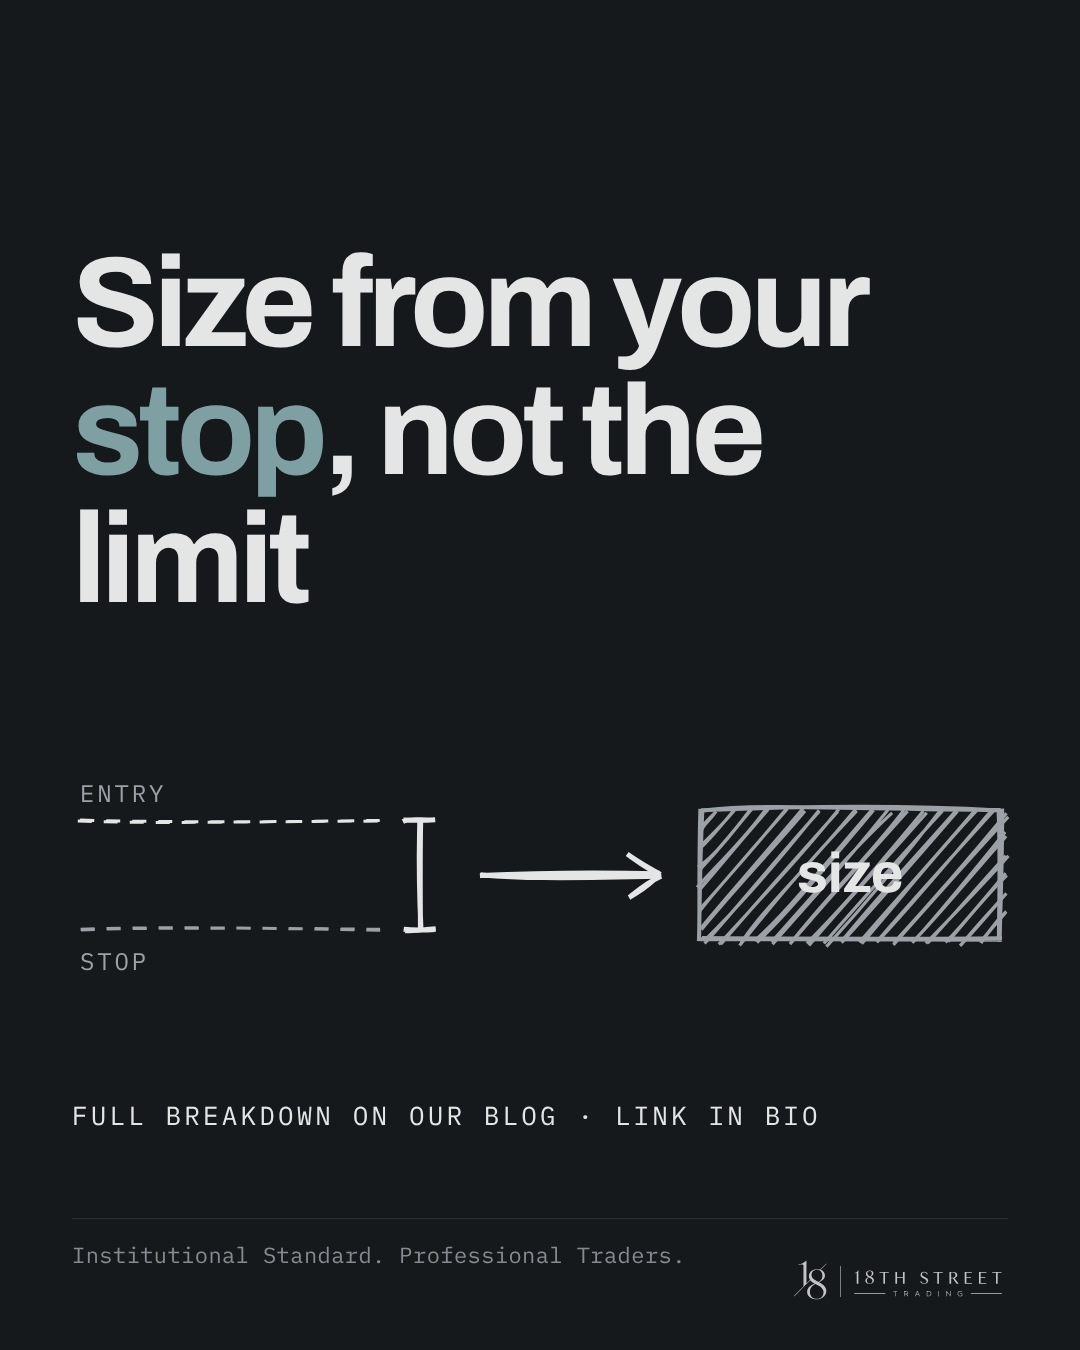 Size from your
stop, not the
limit
ENTRY
STOP
size
FULL BREAKDOWN ON OUR BLOG · LINK IN BIO
Institutional Standard. Professional Traders.
18
18TH STREET
TRADING